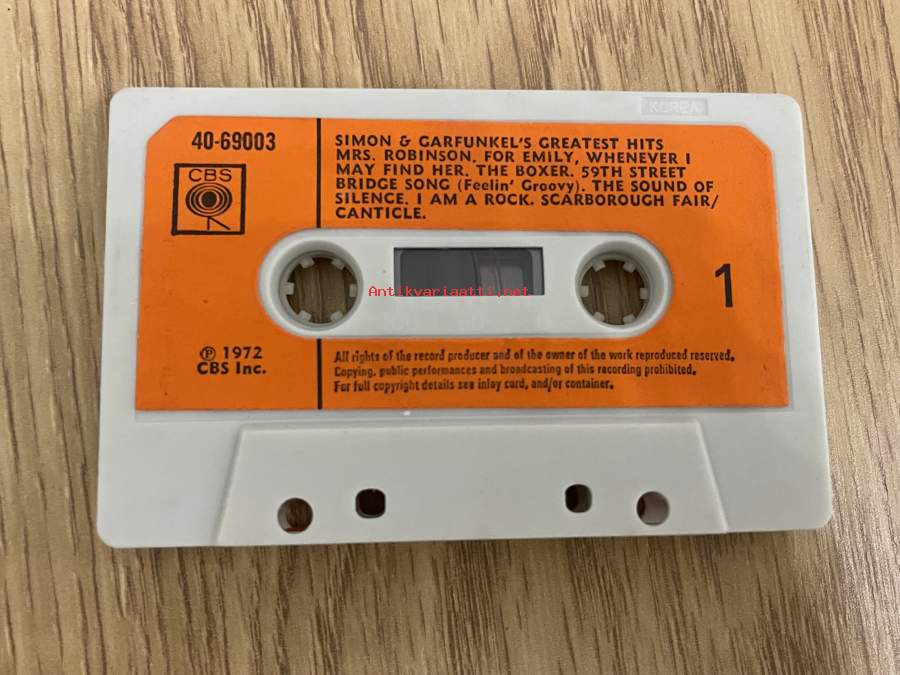 KOREA
40-69003
CBS
SIMON & GARFUNKEL'S GREATEST HITS
MRS. ROBINSON. FOR EMILY, WHENEVER I
MAY FIND HER. THE BOXER. 59TH STREET
BRIDGE SONG (Feelin' Groovy). THE SOUND OF
SILENCE. I AM A ROCK. SCARBOROUGH FAIR/
CANTICLE.
Antikvariaatti.net
1
℗ 1972
CBS Inc.
All rights of the record producer and of the owner of the work reproduced reserved.
Copying, public performances and broadcasting of this recording prohibited.
For full copyright details see inlay card, and/or container.